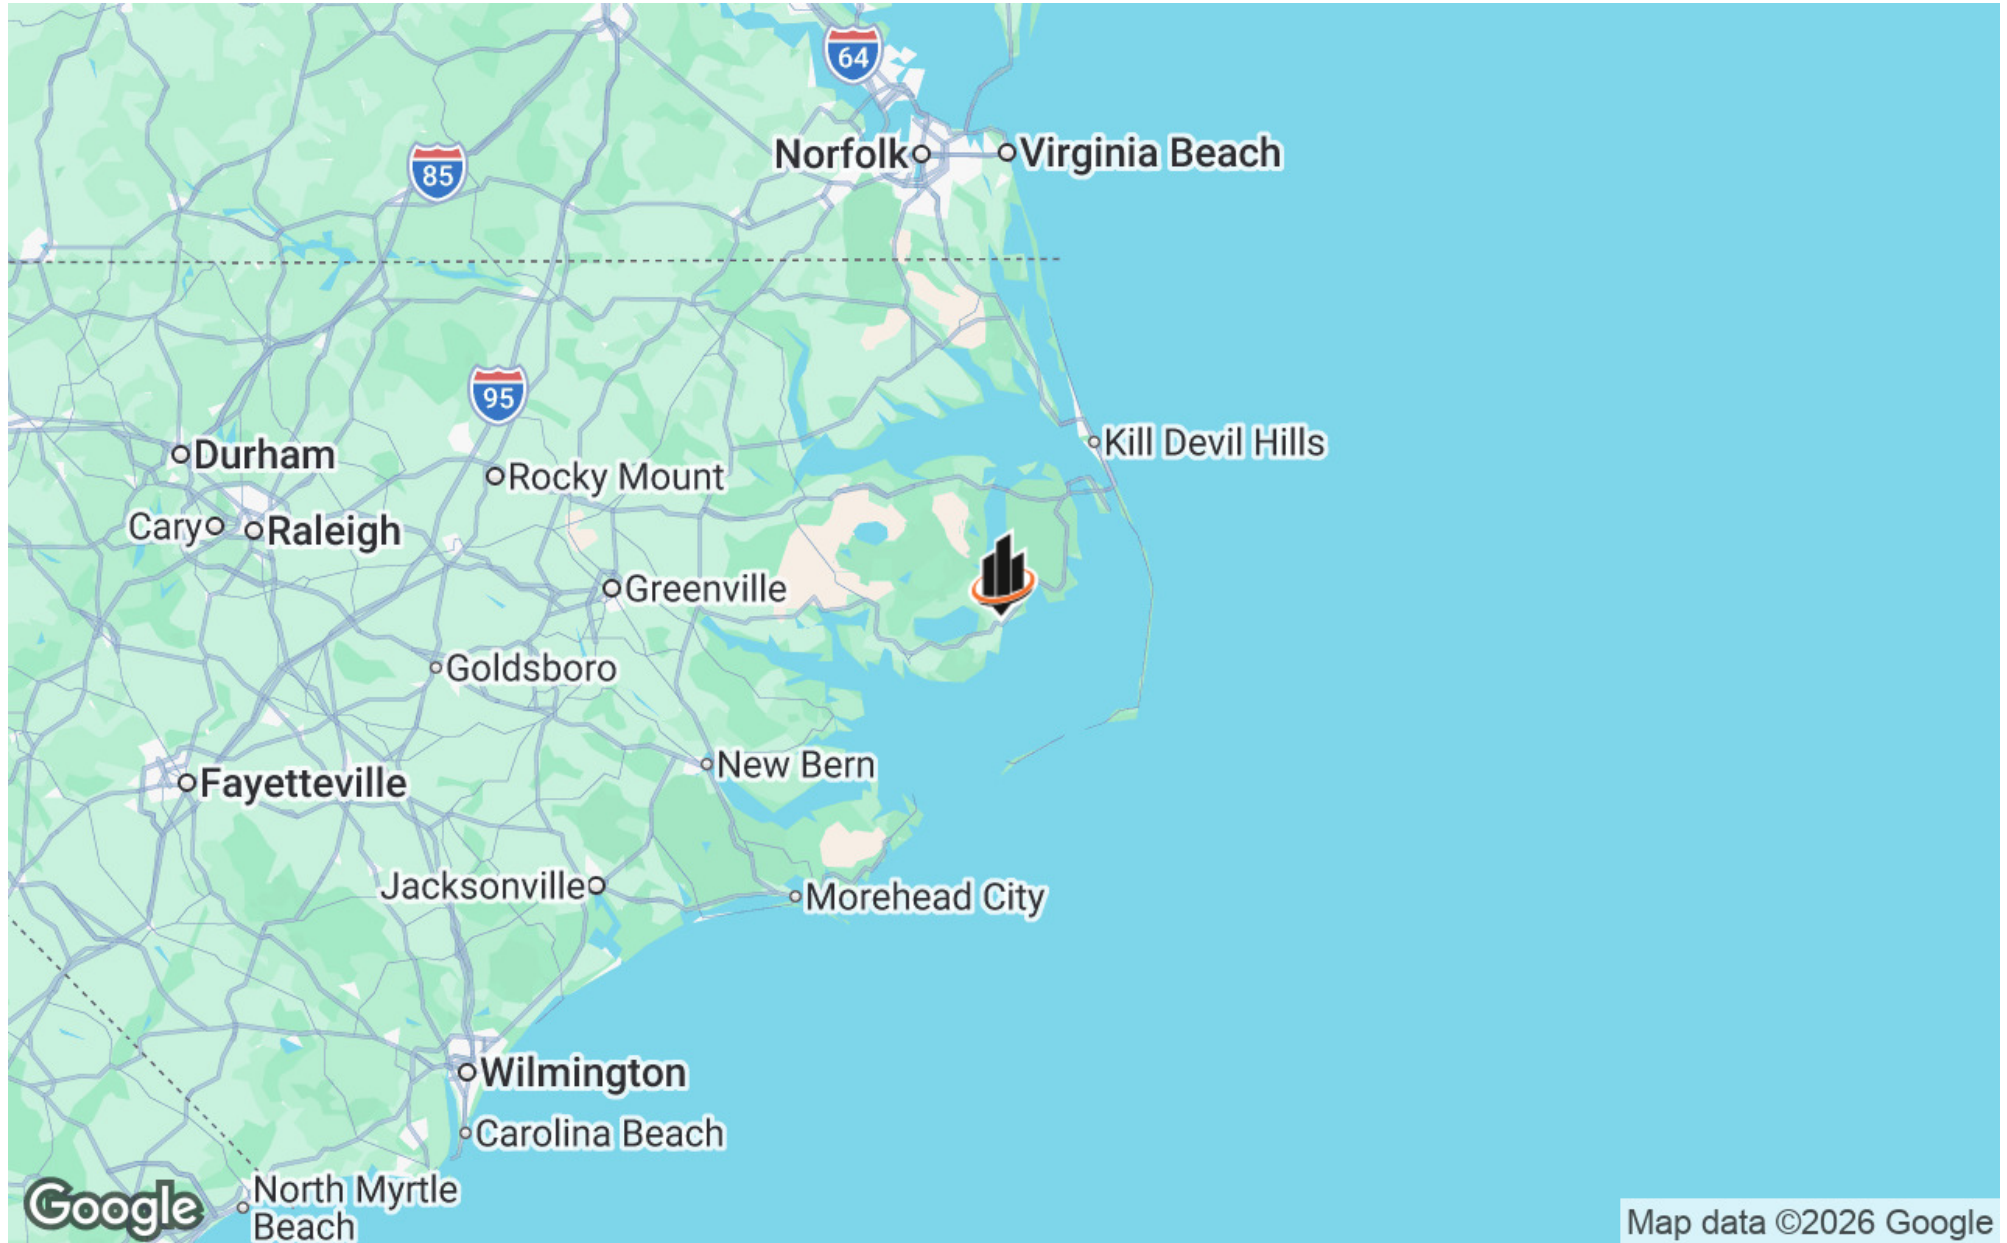 64
Norfolk
Virginia Beach
85
95
Kill Devil Hills
Durham
Rocky Mount
Cary
Raleigh
Greenville
Goldsboro
New Bern
Fayetteville
Jacksonville
Morehead City
Wilmington
Carolina Beach
North Myrtle
Beach
Google
Map data ©2026 Google